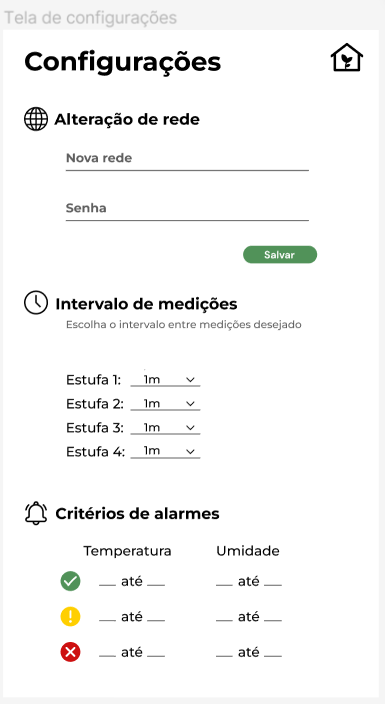 Tela de configurações
Configurações
Alteração de rede
Nova rede
Senha
Salvar
Intervalo de medições
Escolha o intervalo entre medições desejado
Estufa 1: 1m
Estufa 2: 1m
Estufa 3: 1m
Estufa 4: 1m
Critérios de alarmes
Temperatura Umidade
__ até __ __ até __
__ até __ __ até __
__ até __ __ até __